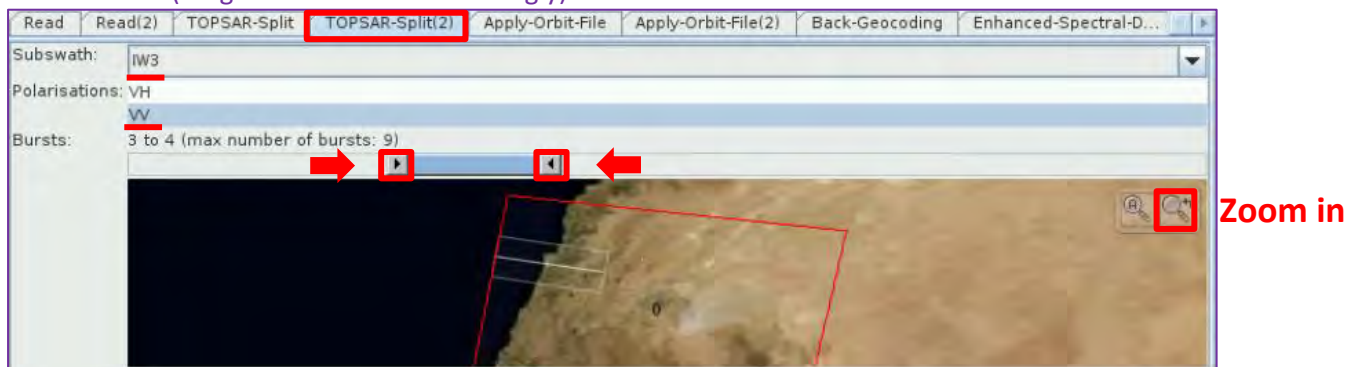 Read Read(2) TOPSAR-Split TOPSAR-Split(2) Apply-Orbit-File Apply-Orbit-File(2) Back-Geocoding Enhanced-Spectral-D...
Subswath: IW3
Polarisations: VH
VV
Bursts: 3 to 4 (max number of bursts: 9)
Zoom in
0